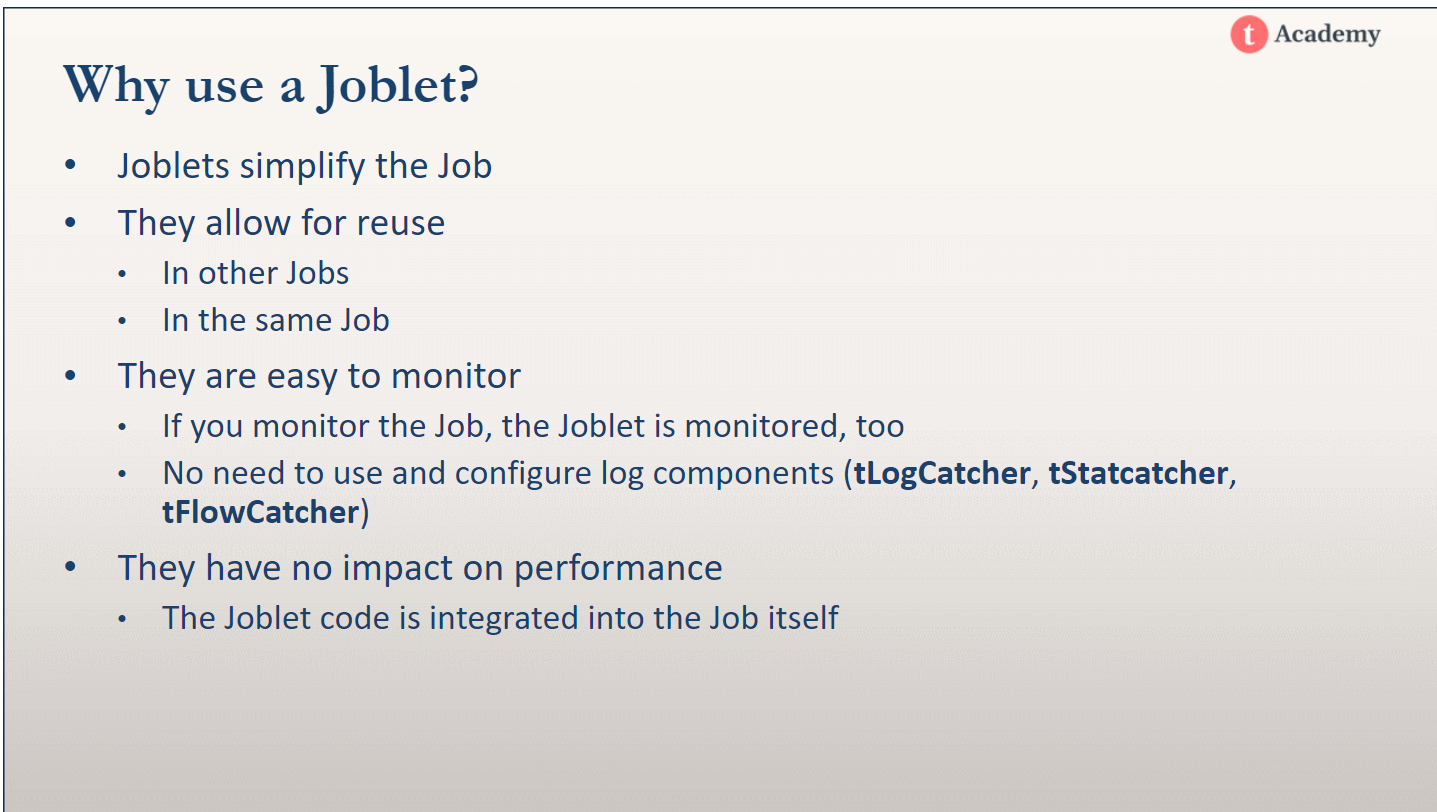 t Academy
Why use a Joblet?
• Joblets simplify the Job
• They allow for reuse
• In other Jobs
• In the same Job
• They are easy to monitor
• If you monitor the Job, the Joblet is monitored, too
• No need to use and configure log components (tLogCatcher, tStatcatcher,
tFlowCatcher)
• They have no impact on performance
• The Joblet code is integrated into the Job itself